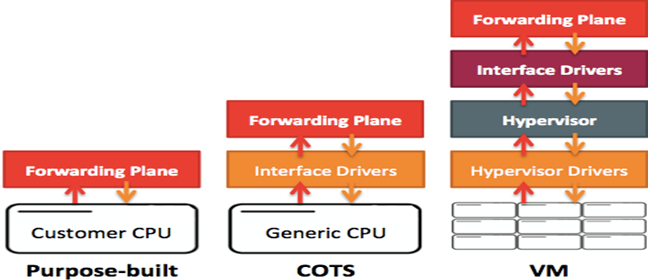 Forwarding Plane
Customer CPU
Purpose-built
Forwarding Plane
Interface Drivers
Generic CPU
COTS
Forwarding Plane
Interface Drivers
Hypervisor
Hypervisor Drivers
VM